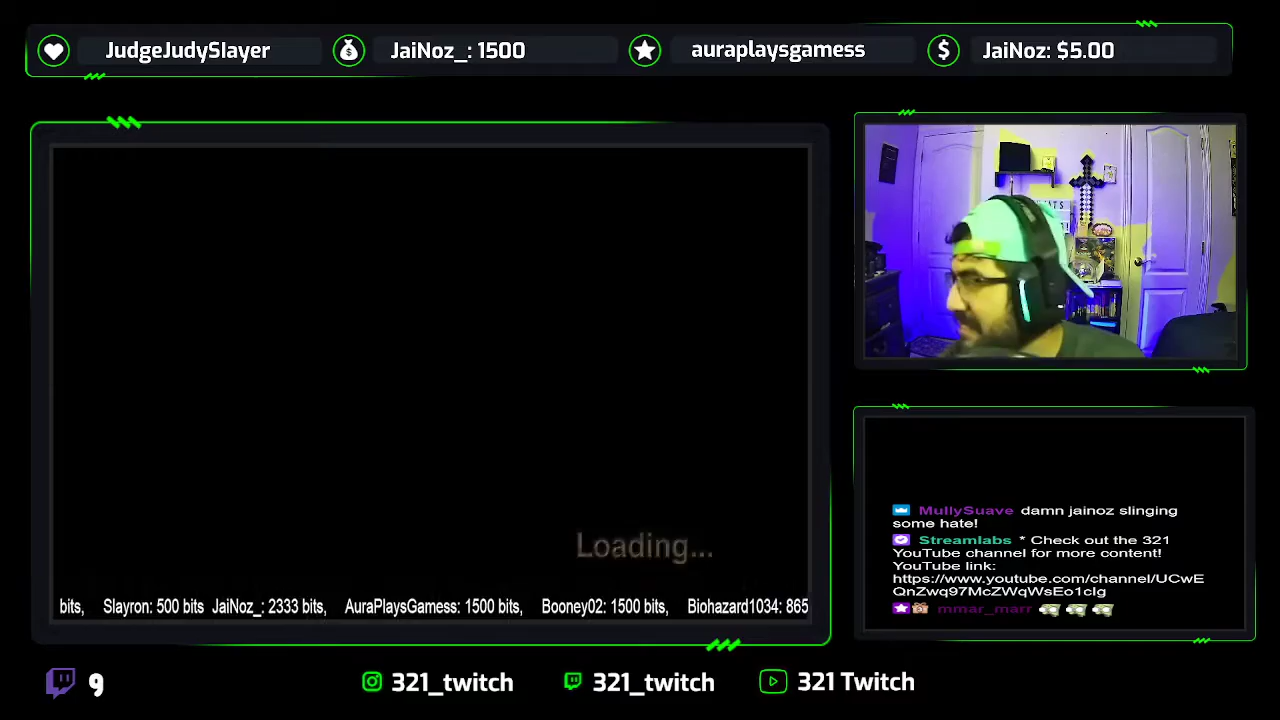 JudgeJudySlayer
JaiNoz_: 1500
auraplaysgamess
JaiNoz: $5.00
Loading...
bits, Slayron: 500 bits JaiNoz_: 2333 bits, AuraPlaysGamess: 1500 bits, Booney02: 1500 bits, Biohazard1034: 865
MullySuave damn jainoz slinging
some hate!
Streamlabs * Check out the 321
YouTube channel for more content!
YouTube link:
https://www.youtube.com/channel/UCwE
QnZwq97McZWqWsEo1cIg
mmar_marr
9
321_twitch
321_twitch
321 Twitch